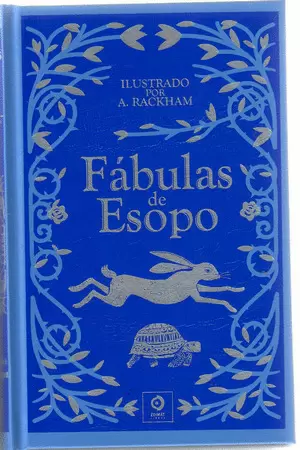 ILUSTRADO
POR
A. RACKHAM
Fábulas
de
Esopo